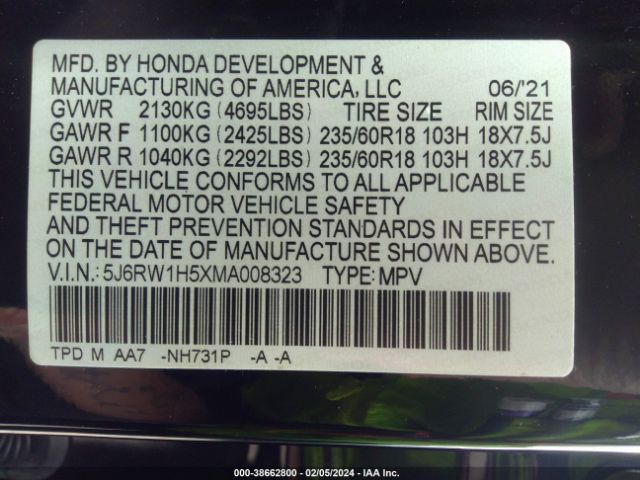 MFD. BY HONDA DEVELOPMENT &
MANUFACTURING OF AMERICA, LLC 06/'21
GVWR 2130KG (4695LBS) TIRE SIZE RIM SIZE
GAWR F 1100KG (2425LBS) 235/60R18 103H 18X7.5J
GAWR R 1040KG (2292LBS) 235/60R18 103H 18X7.5J
THIS VEHICLE CONFORMS TO ALL APPLICABLE
FEDERAL MOTOR VEHICLE SAFETY
AND THEFT PREVENTION STANDARDS IN EFFECT
ON THE DATE OF MANUFACTURE SHOWN ABOVE.
V.I.N.: 5J6RW1H5XMA008323 TYPE: MPV
TPD M AA7 -NH731P -A -A
000-38662800 - 02/05/2024 - IAA Inc.